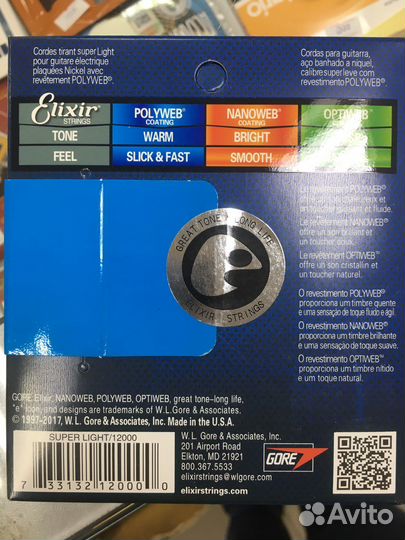 Cordes tirant super Light
pour guitare électrique
plaquées Nickel avec
revêtement POLYWEB®
Cordas para guitarra,
aço banhado a níquel,
calibre super leve com
revestimento POLYWEB®
Elixir®
STRINGS
POLYWEB®
COATING
NANOWEB®
COATING
OPTIWEB
COATING
TONE
WARM
BRIGHT
FEEL
SLICK & FAST
SMOOTH
Le revêtement POLYWEB®
et fluide.
Le revêtement NANOWEB®
offre un son brillant et
un toucher doux.
Le revêtement OPTIWEB™
offre un son cristallin et
un toucher naturel.
O revestimento POLYWEB®
proporciona um timbre quente
e uma sensação de toque fluido e ágil.
O revestimento NANOWEB®
proporciona um timbre brilhante
e uma sensação de toque suave.
O revestimento OPTIWEB™
proporciona um timbre nítido
e um toque natural.
GREAT TONE • LONG LIFE
ELIXIR STRINGS
GORE, Elixir, NANOWEB, POLYWEB, OPTIWEB, great tone-long life,
"e" icon, and designs are trademarks of W. L. Gore & Associates.
© 1997-2017, W. L. Gore & Associates, Inc. Made in the U.S.A.
SUPER LIGHT/12000
7 33132 12000 0
W. L. Gore & Associates, Inc.
201 Airport Road
Elkton, MD 21921
800.367.5533
elixirstrings@wlgore.com
elixirstrings.com
GORE
Avito